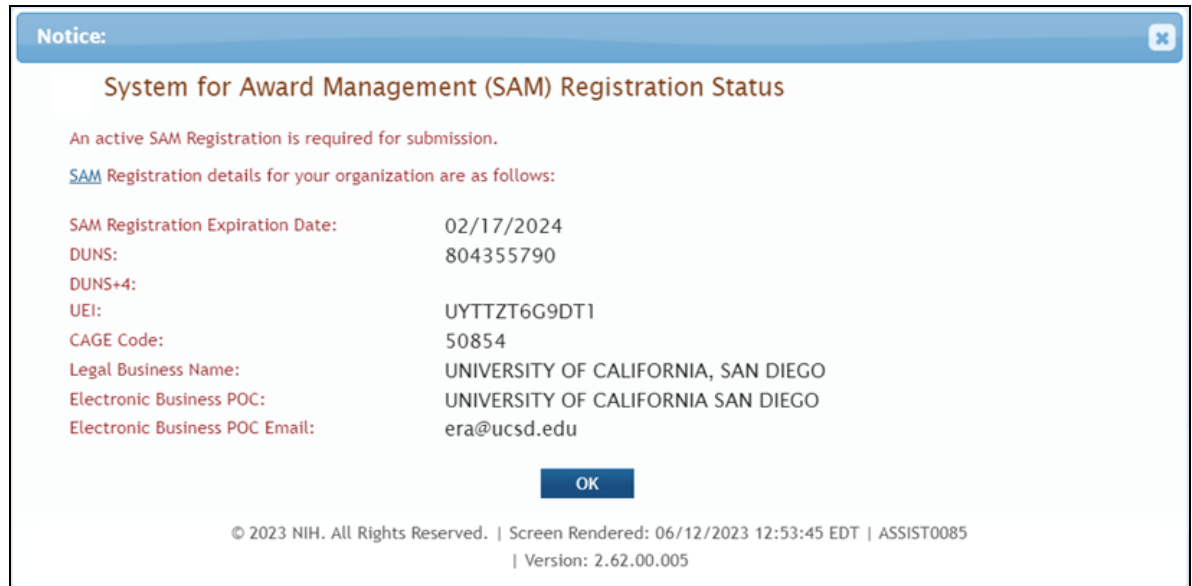 Notice:
System for Award Management (SAM) Registration Status
An active SAM Registration is required for submission.
SAM Registration details for your organization are as follows:
SAM Registration Expiration Date: 02/17/2024
DUNS: 804355790
DUNS+4:
UEI: UYTTZT6G9DT1
CAGE Code: 50854
Legal Business Name: UNIVERSITY OF CALIFORNIA, SAN DIEGO
Electronic Business POC: UNIVERSITY OF CALIFORNIA SAN DIEGO
Electronic Business POC Email: era@ucsd.edu
OK
© 2023 NIH. All Rights Reserved. | Screen Rendered: 06/12/2023 12:53:45 EDT | ASSIST0085
| Version: 2.62.00.005